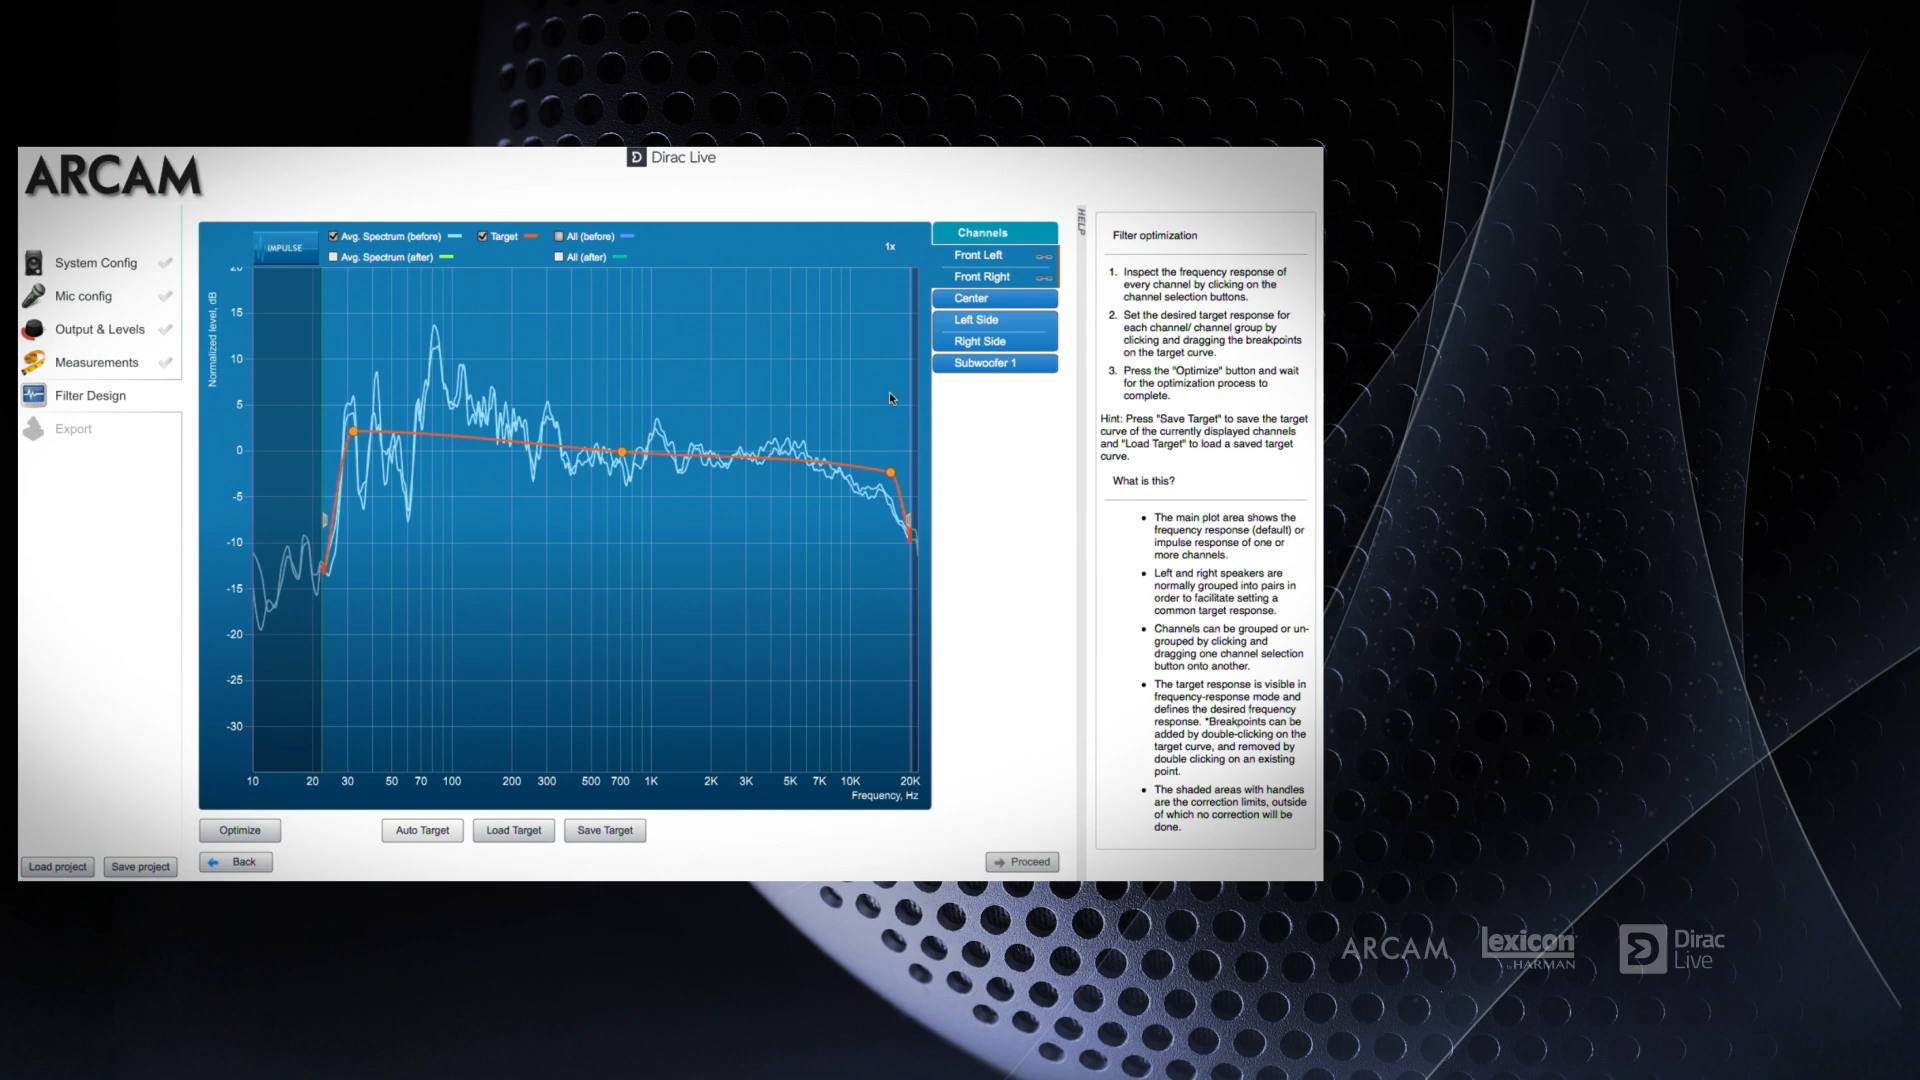 ARCAM
Dirac Live
System Config
Mic config
Output & Levels
Measurements
Filter Design
Export
Load project
Save project
IMPULSE
Avg. Spectrum (before)
Target
All (before)
Avg. Spectrum (after)
All (after)
1x
Normalized level, dB
20
15
10
5
0
-5
-10
-15
-20
-25
-30
10 20 30 50 70 100 200 300 500 700 1K 2K 3K 5K 7K 10K 20K
Frequency, Hz
Optimize
Auto Target
Load Target
Save Target
Back
Proceed
Channels
Front Left
Front Right
Center
Left Side
Right Side
Subwoofer 1
HELP
Filter optimization
1. Inspect the frequency response of
every channel by clicking on the
channel selection buttons.
2. Set the desired target response for
each channel/ channel group by
clicking and dragging the breakpoints
on the target curve.
3. Press the "Optimize" button and wait
for the optimization process to
complete.
Hint: Press "Save Target" to save the target
curve of the currently displayed channels
and "Load Target" to load a saved target
curve.
What is this?
• The main plot area shows the
frequency response (default) or
impulse response of one or
more channels.
• Left and right speakers are
normally grouped into pairs in
order to facilitate setting a
common target response.
• Channels can be grouped or un-
grouped by clicking and
dragging one channel selection
button onto another.
• The target response is visible in
frequency-response mode and
defines the desired frequency
response. *Breakpoints can be
added by double-clicking on the
target curve, and removed by
double clicking on an existing
point.
• The shaded areas with handles
are the correction limits, outside
of which no correction will be
done.
ARCAM
lexicon
by HARMAN
Dirac
Live